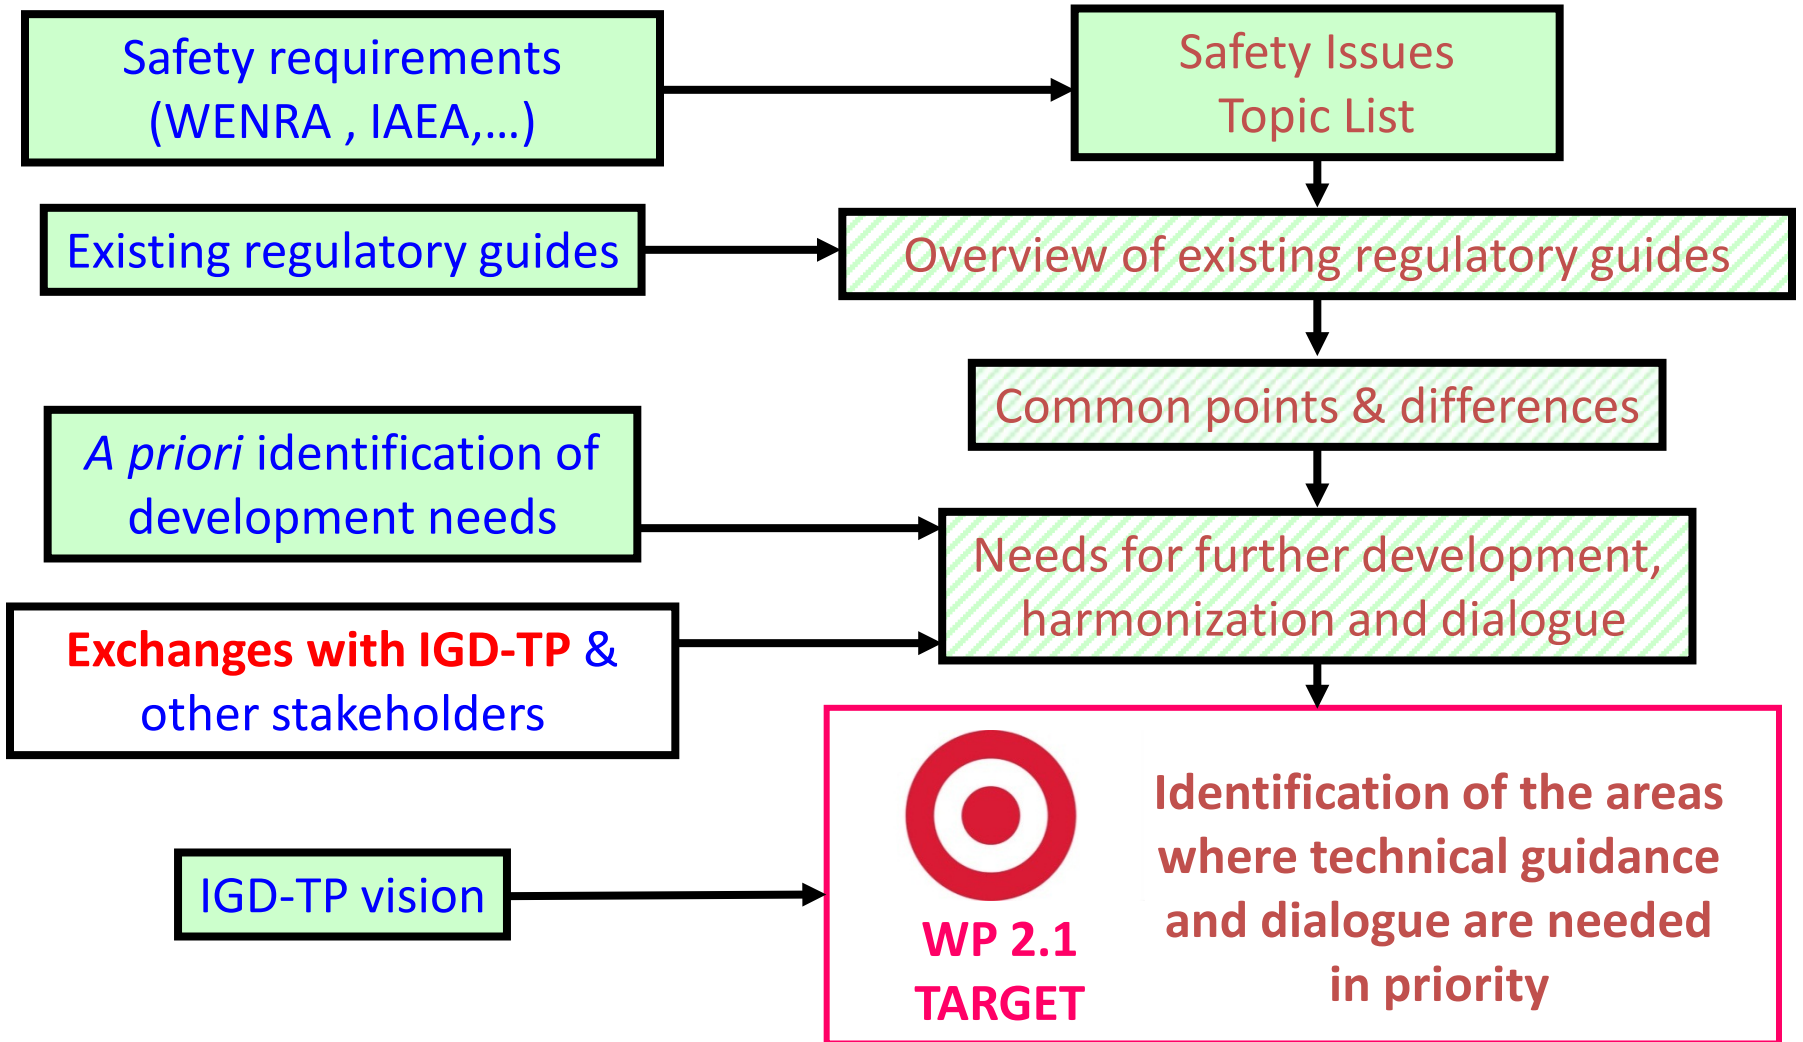 Safety requirements
(WENRA , IAEA,...)
Safety Issues
Topic List
Existing regulatory guides
Overview of existing regulatory guides
Common points & differences
A priori identification of
development needs
Needs for further development,
harmonization and dialogue
Exchanges with IGD-TP &
other stakeholders
IGD-TP vision
WP 2.1
TARGET
Identification of the areas
where technical guidance
and dialogue are needed
in priority